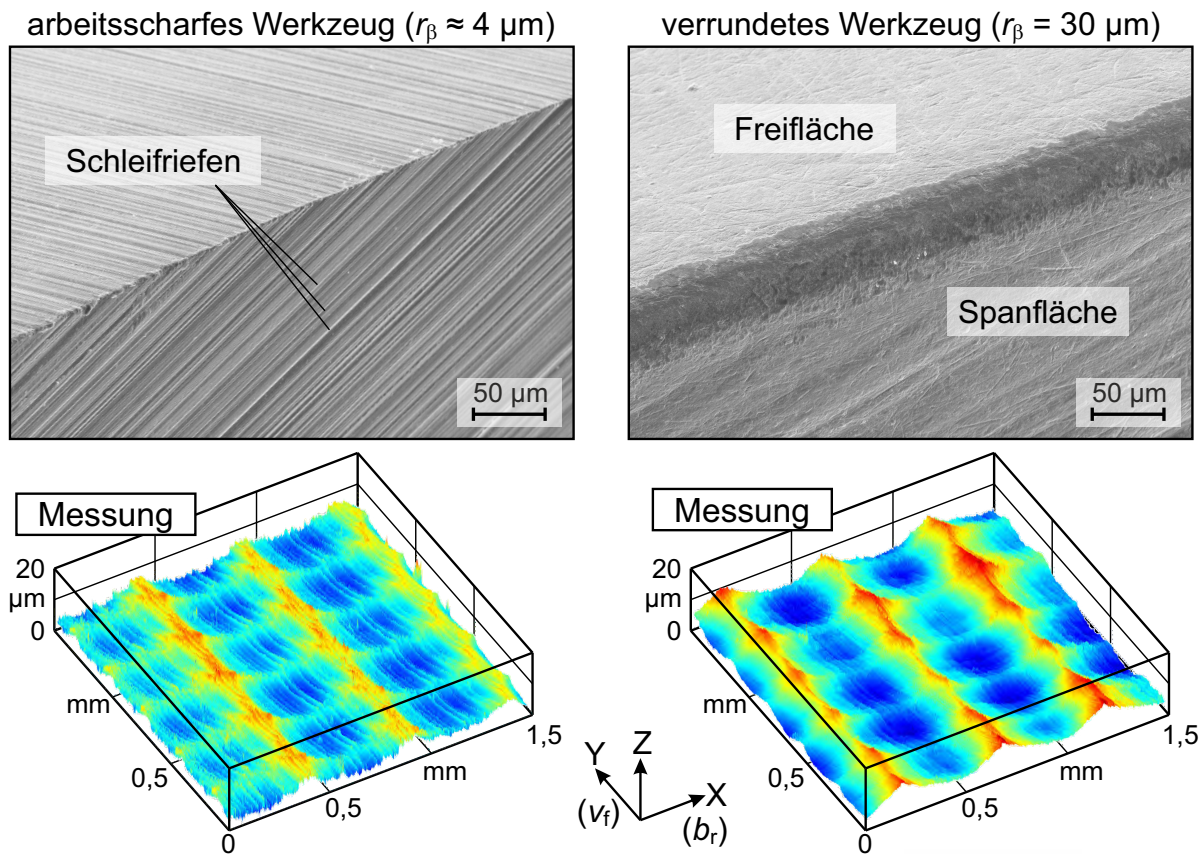 arbeitsscharfes Werkzeug (rβ ≈ 4 µm)
verrundetes Werkzeug (rβ = 30 µm)
Schleifriefen
50 µm
Freifläche
Spanfläche
50 µm
Messung
20
µm
0
mm
0,5
0
0,5
mm
1,5
Messung
20
µm
0
mm
0,5
0
0,5
mm
1,5
Y
(vf)
Z
X
(br)